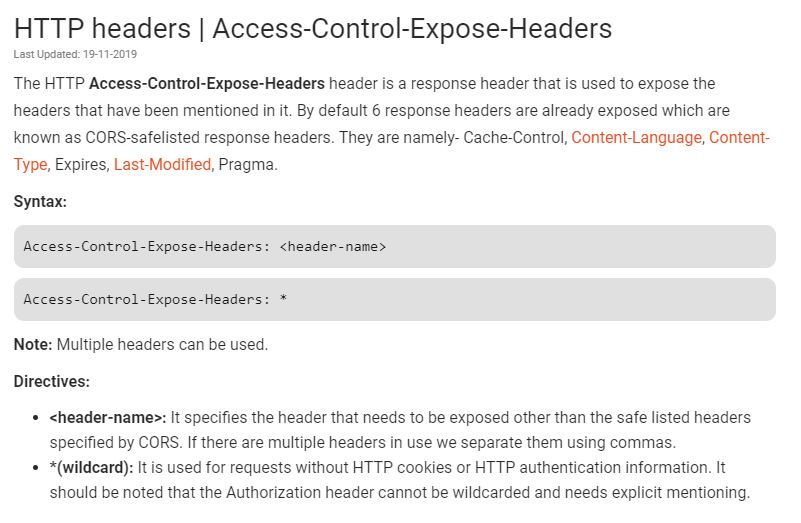 HTTP headers | Access-Control-Expose-Headers
Last Updated: 19-11-2019
The HTTP Access-Control-Expose-Headers header is a response header that is used to expose the
headers that have been mentioned in it. By default 6 response headers are already exposed which are
known as CORS-safelisted response headers. They are namely- Cache-Control, Content-Language, Content-
Type, Expires, Last-Modified, Pragma.
Syntax:
Access-Control-Expose-Headers: <header-name>
Access-Control-Expose-Headers: *
Note: Multiple headers can be used.
Directives:
• <header-name>: It specifies the header that needs to be exposed other than the safe listed headers
specified by CORS. If there are multiple headers in use we separate them using commas.
• *(wildcard): It is used for requests without HTTP cookies or HTTP authentication information. It
should be noted that the Authorization header cannot be wildcarded and needs explicit mentioning.